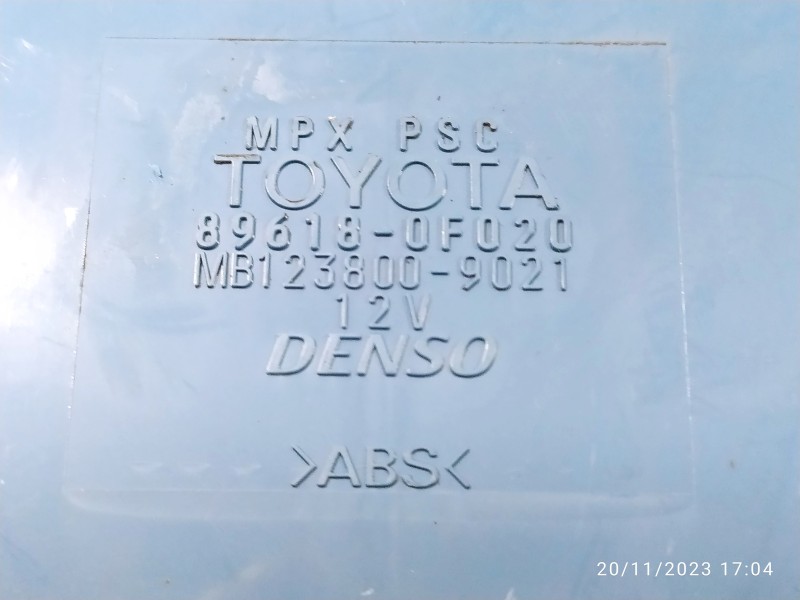 MPX PSC
TOYOTA
89618-0F020
MB123800-9021
12V
DENSO
>ABS<
20/11/2023 17:04